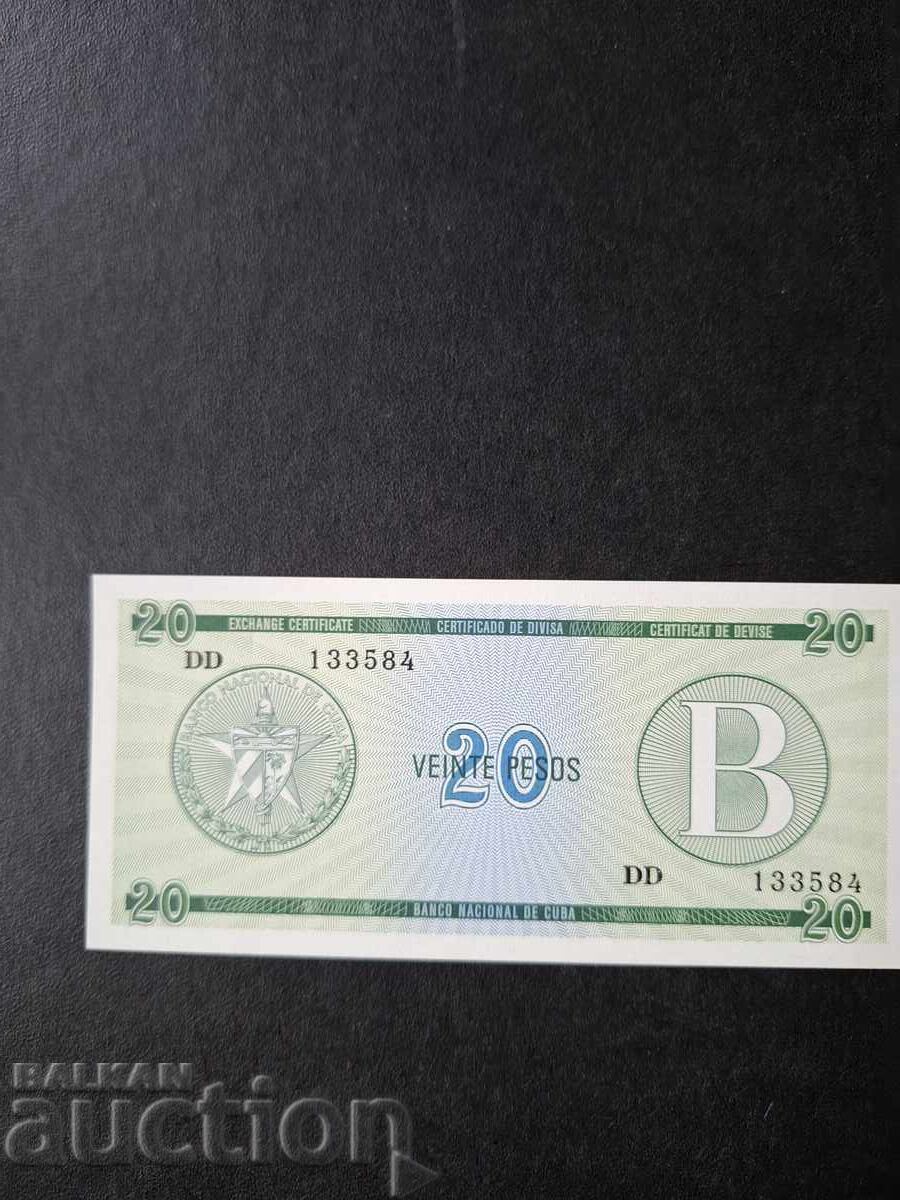 20 EXCHANGE CERTIFICATE CERTIFICADO DE DIVISA CERTIFICAT DE DEVISE 20
DD 133584
BANCO NACIONAL DE CUBA
20
VEINTE PESOS
B
DD 133584
20 BANCO NACIONAL DE CUBA 20
BALKAN
auction